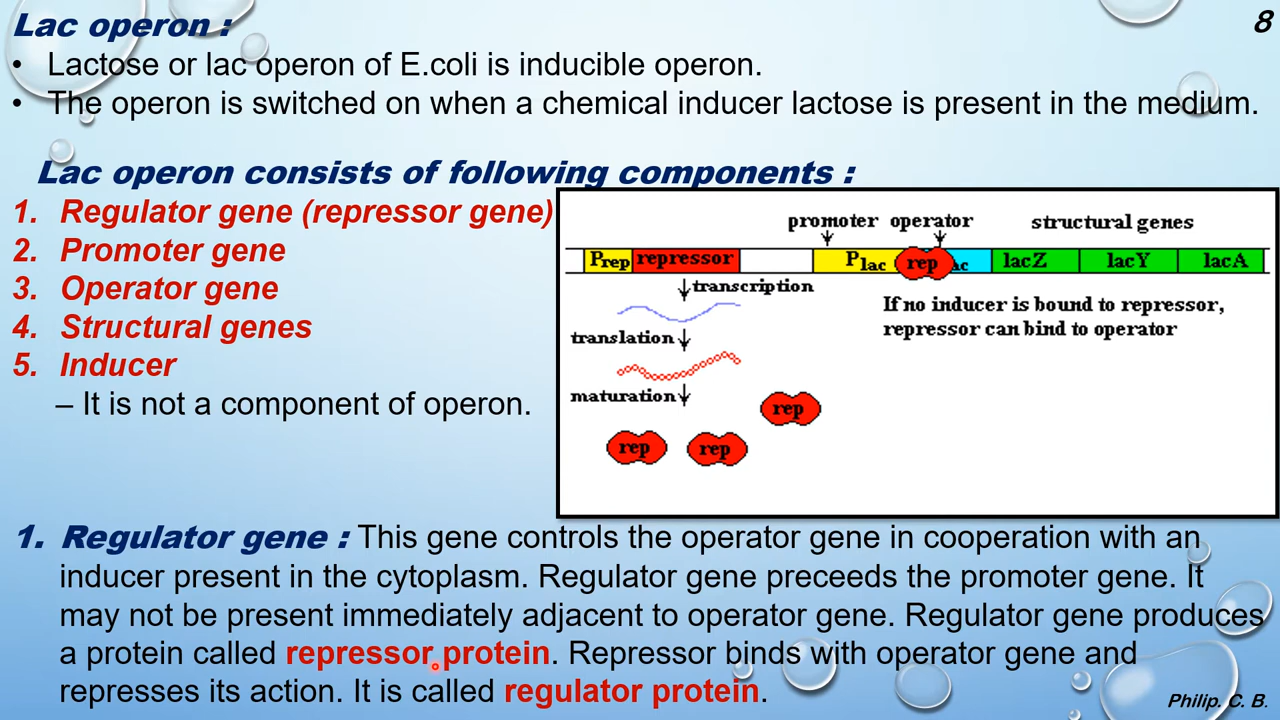 Lac operon :
8
• Lactose or lac operon of E.coli is inducible operon.
• The operon is switched on when a chemical inducer lactose is present in the medium.
Lac operon consists of following components :
1. Regulator gene (repressor gene)
2. Promoter gene
3. Operator gene
4. Structural genes
5. Inducer
– It is not a component of operon.
promoter operator structural genes
Prep repressor Plac rep ac lacZ lacY lacA
transcription
If no inducer is bound to repressor,
repressor can bind to operator
translation
maturation
rep
rep rep
1. Regulator gene : This gene controls the operator gene in cooperation with an
inducer present in the cytoplasm. Regulator gene preceeds the promoter gene. It
may not be present immediately adjacent to operator gene. Regulator gene produces
a protein called repressor protein. Repressor binds with operator gene and
represses its action. It is called regulator protein.
Philip. C. B.